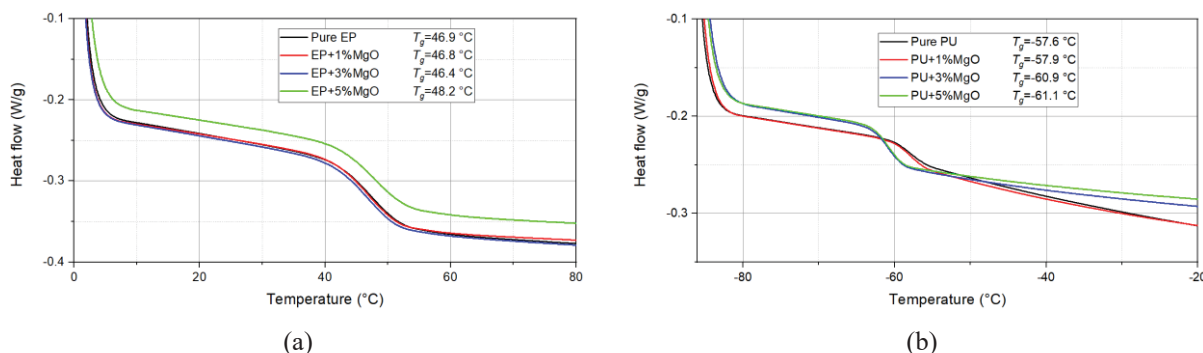 -0.1
-0.2
-0.3
-0.4
Heat flow (W/g)
Pure EP Tg=46.9 °C
EP+1%MgO Tg=46.8 °C
EP+3%MgO Tg=46.4 °C
EP+5%MgO Tg=48.2 °C
0 20 40 60 80
Temperature (°C)
(a)
-0.1
-0.2
-0.3
Heat flow (W/g)
Pure PU Tg=-57.6 °C
PU+1%MgO Tg=-57.9 °C
PU+3%MgO Tg=-60.9 °C
PU+5%MgO Tg=-61.1 °C
-80 -60 -40 -20
Temperature (°C)
(b)